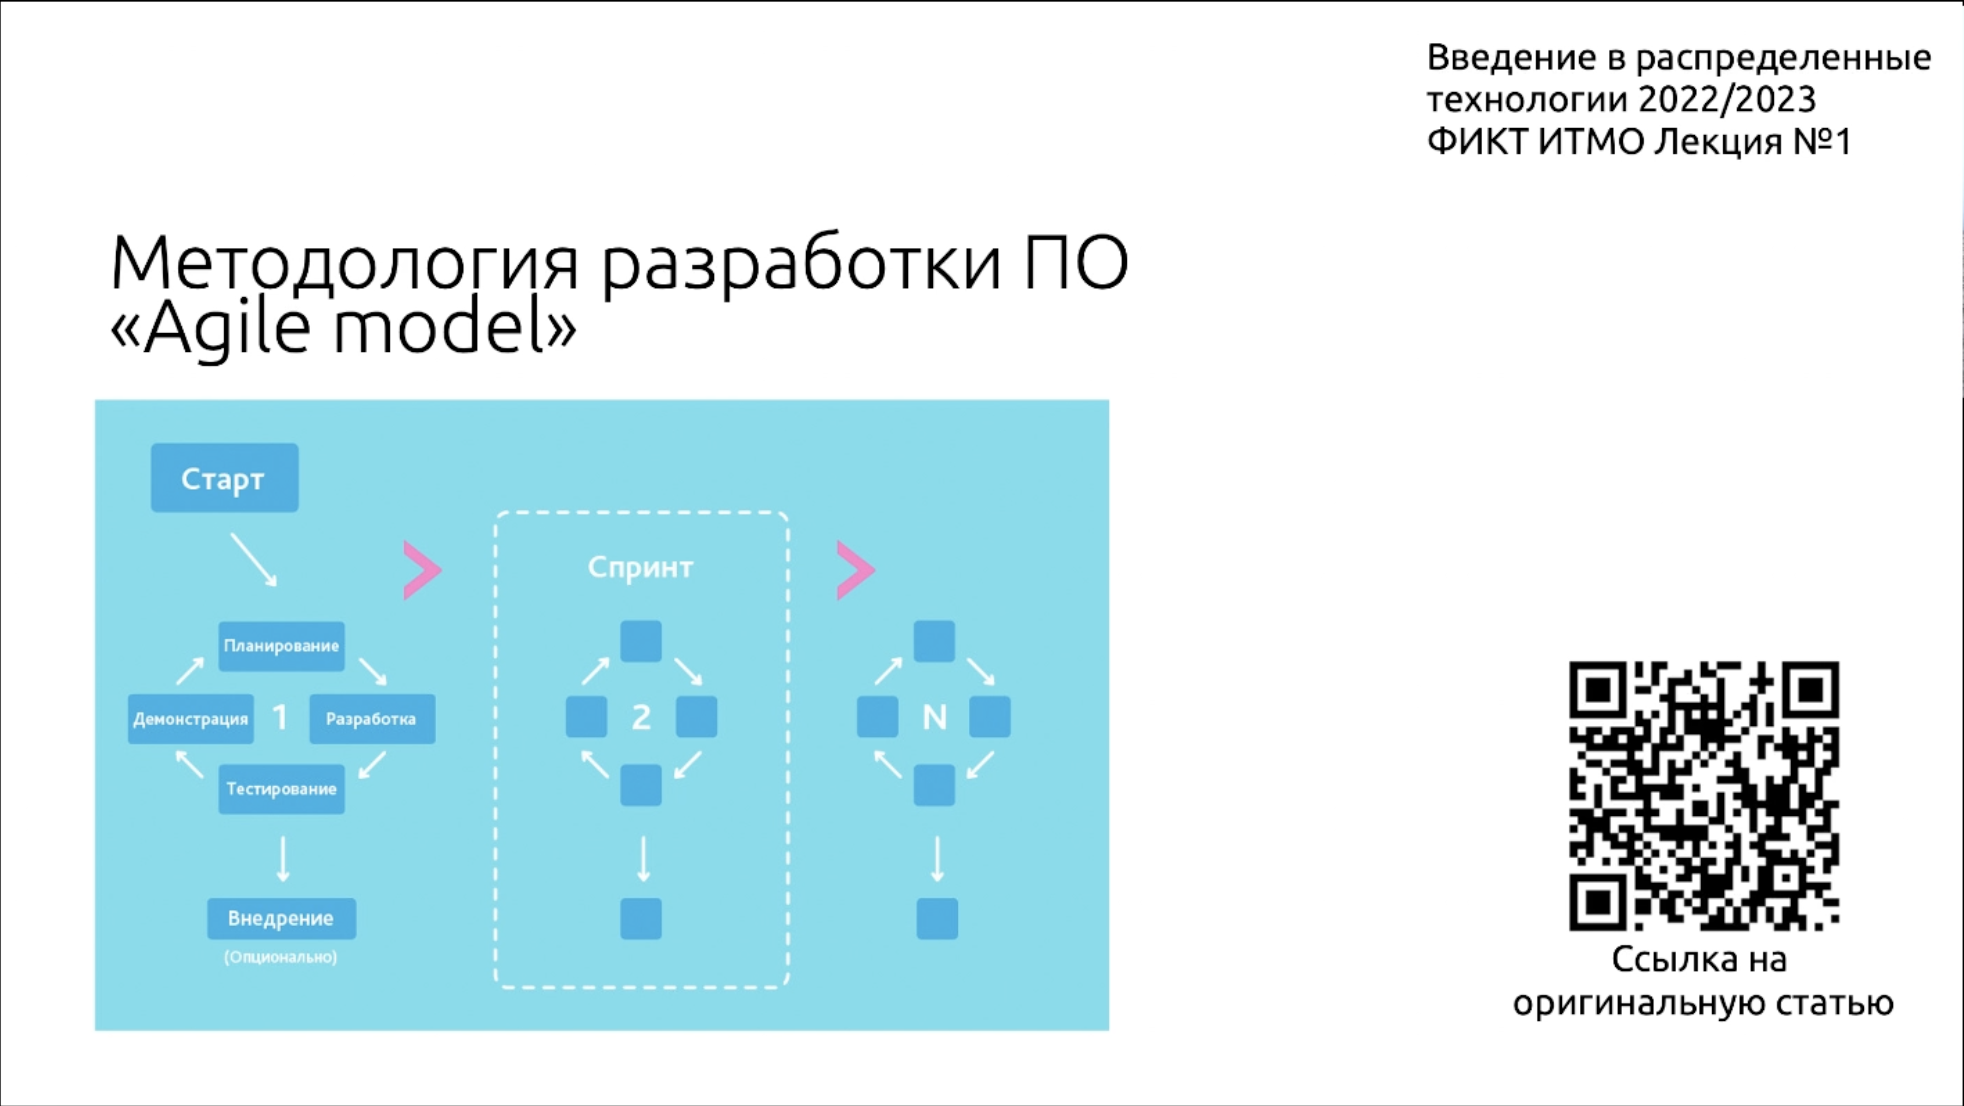 Введение в распределенные
технологии 2022/2023
ФИКТ ИТМО Лекция №1
Методология разработки ПО
«Agile model»
Старт
Планирование
Демонстрация
1
Разработка
Тестирование
Внедрение
(Опционально)
Спринт
2
N
Ссылка на
оригинальную статью